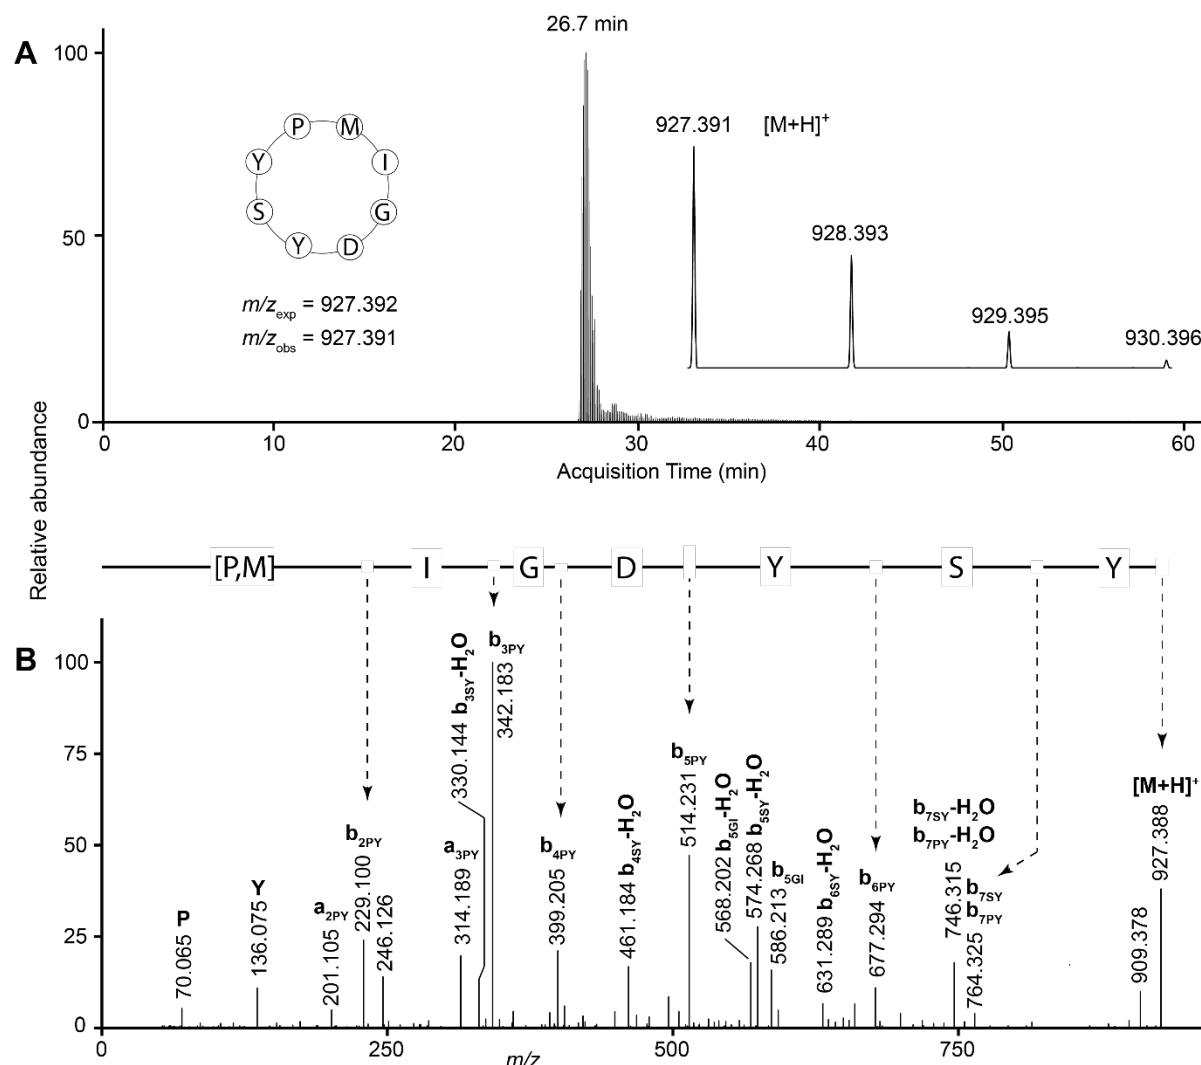 A
26.7 min
100
50
0
927.391 [M+H]+
928.393
929.395
930.396
P M
Y I
S G
Y D
m/zexp = 927.392
m/zobs = 927.391
0 10 20 30 40 50 60
Acquisition Time (min)
Relative abundance
[P,M] I G D Y S Y
B
100
75
50
25
0
P
70.065
Y
136.075
a2PY
201.105
b2PY
229.100
246.126
a3PY
314.189
330.144 b3SY-H2O
b3PY
342.183
b4PY
399.205
461.184 b4SY-H2O
b5PY
514.231
568.202 b5GI-H2O
574.268 b5SY-H2O
b5GI
586.213
631.289 b6SY-H2O
b6PY
677.294
b7SY-H2O
b7PY-H2O
746.315
b7SY
b7PY
764.325
909.378
[M+H]+
927.388
0 250 500 750
m/z